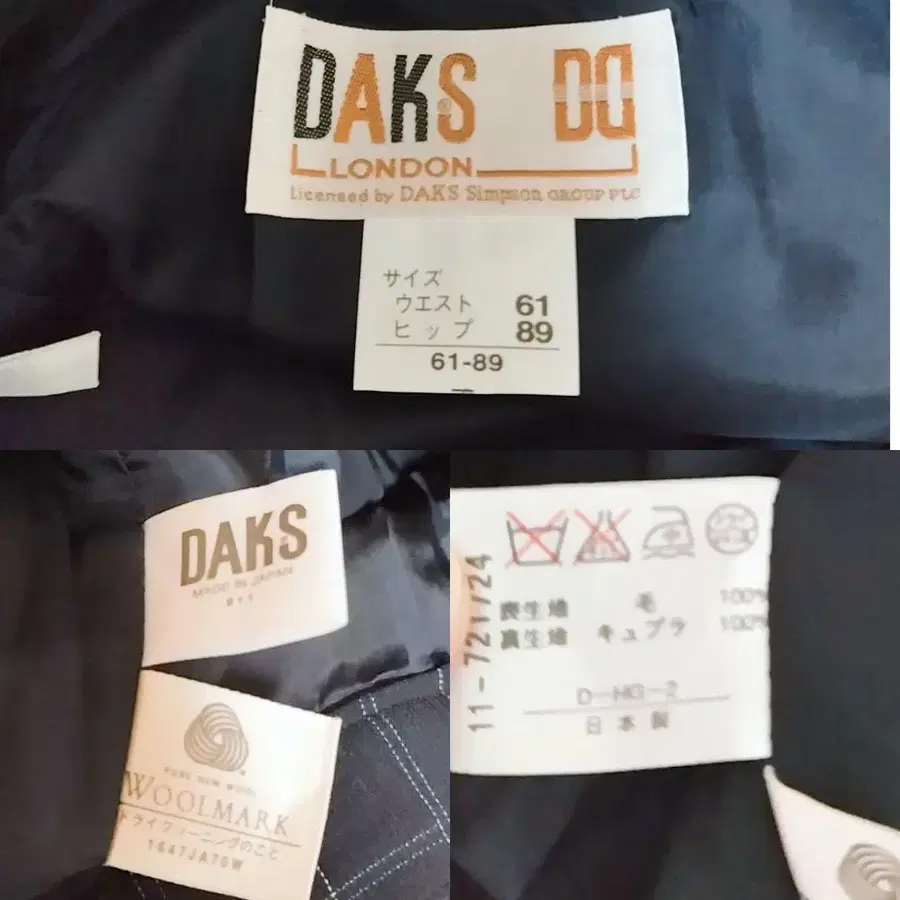 DAKS DD
LONDON
Licensed by DAKS Simpson GROUP PLC
サイズ
ウエスト 61
ヒップ 89
61-89
DAKS
MADE IN JAPAN
PURE NEW WOOL
WOOLMARK
ドライクリーニングのこと
1647JA70W
11-721/24
表生地 毛 100%
裏生地 キュプラ 100%
D-HG-2
日本製